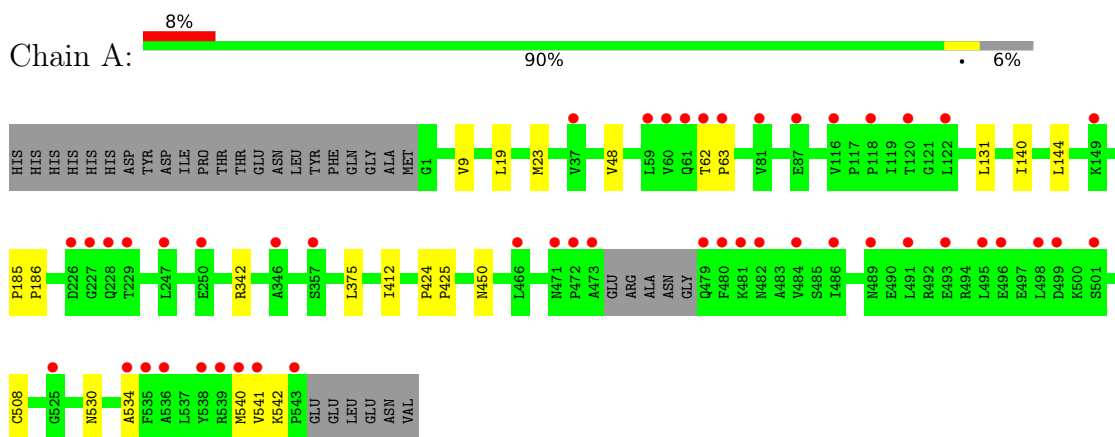 8%
Chain A:
90%
•
6%
HIS HIS HIS HIS HIS HIS ASP TYR ASP ILE PRO THR THR GLU ASN LEU TYR PHE GLN GLY ALA MET G1 V9 L19 M23 V37 V48 L59 V60 Q61 T62 P63 V81 E87 V116 P117 P118 I119 T120 G121 L122 L131 I140 L144 K149
P185 P186 D226 G227 Q228 T229 L247 E250 R342 A346 S357 L375 I412 P424 P425 N450 L466 N471 P472 A473 GLU ARG ALA ASN GLY Q479 F480 K481 N482 A483 V484 S485 I486 N489 E490 L491 R492 E493 R494 L495 E496 E497 L498 D499 K500 S501
C508 G525 N530 A534 F535 A536 L537 Y538 R539 M540 V541 K542 P543 GLU GLU LEU GLU ASN VAL